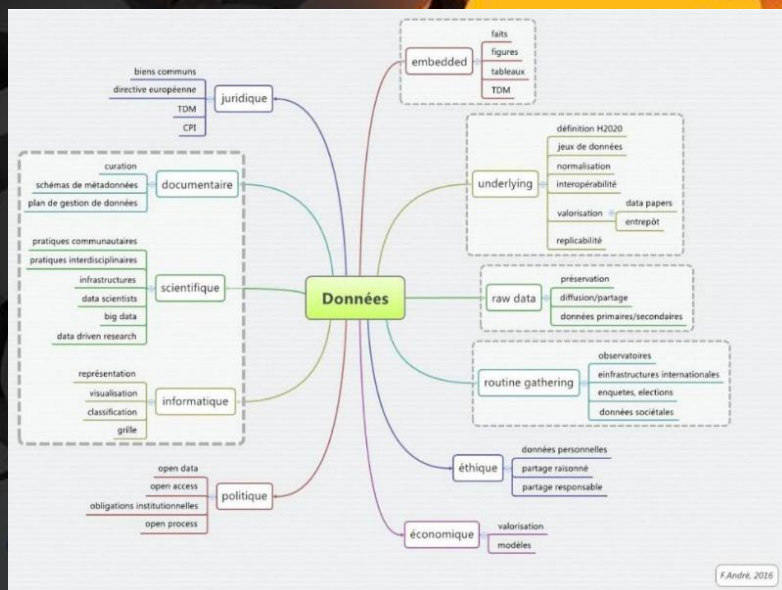 Données
juridique
biens communs
directive européenne
TDM
CPI
documentaire
curation
schémas de métadonnées
plan de gestion de données
scientifique
pratiques communautaires
pratiques interdisciplinaires
infrastructures
data scientists
big data
data driven research
informatique
représentation
visualisation
classification
grille
politique
open data
open access
obligations institutionnelles
open process
embedded
faits
figures
tableaux
TDM
underlying
définition H2020
jeux de données
normalisation
interopérabilité
valorisation
data papers
entrepôt
replicabilité
raw data
préservation
diffusion/partage
données primaires/secondaires
routine gathering
observatoires
einfrastructures internationales
enquetes, elections
données sociétales
éthique
données personnelles
partage raisonné
partage responsable
économique
valorisation
modèles
F.André, 2016